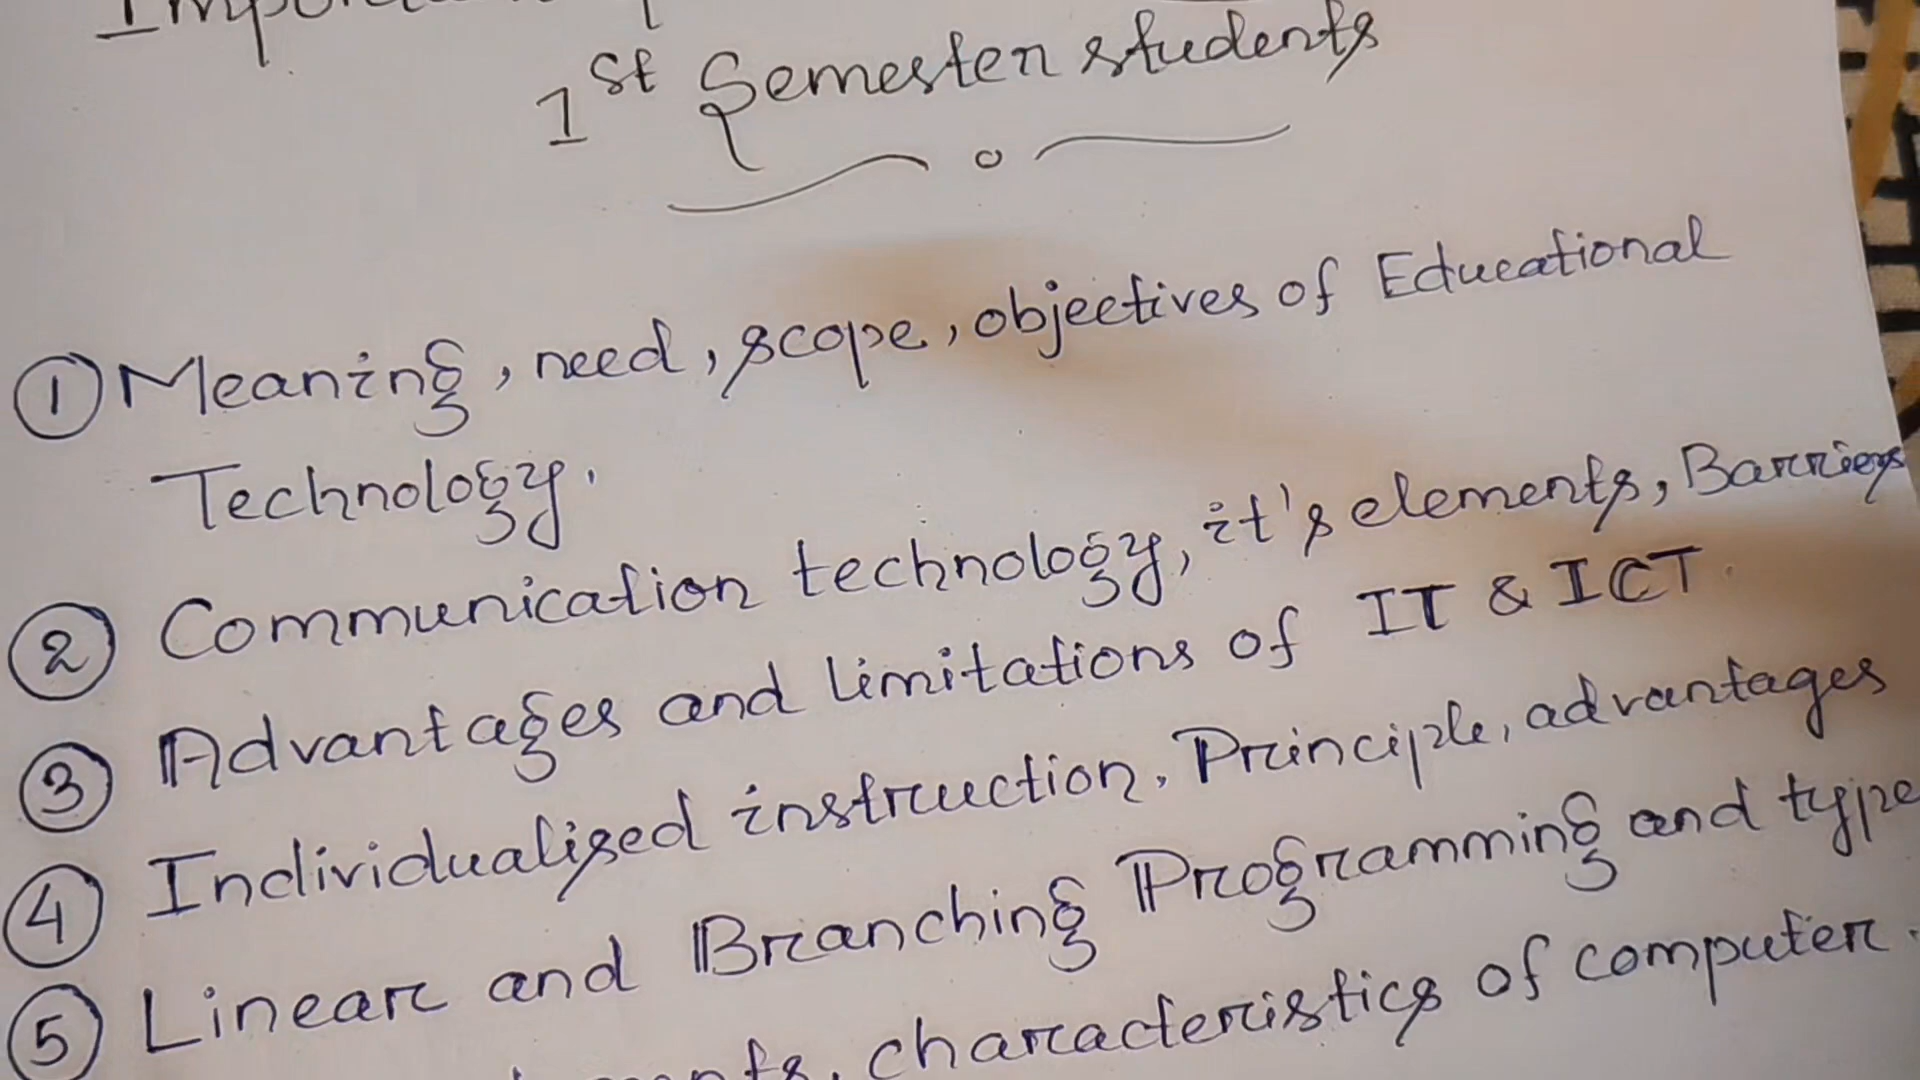 1st Semester students
① Meaning, need, scope, objectives of Educational
Technology.
② Communication technology, it's elements, Barriers
③ Advantages and limitations of IT & ICT.
④ Individualised instruction, Principle, advantages
⑤ Linear and Branching Programming and type
characteristics of computer.